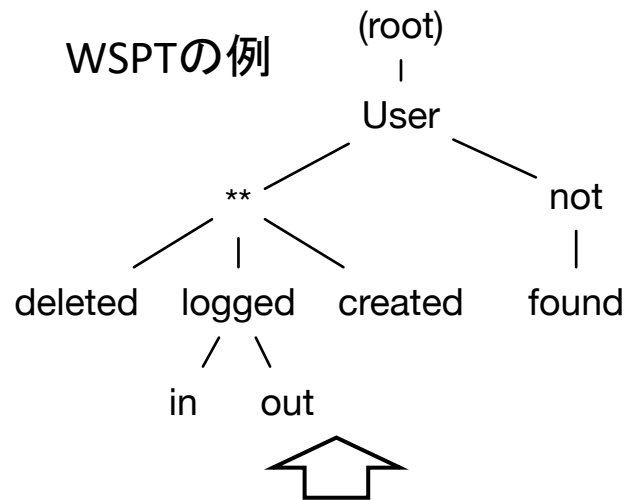 (root)
WSPTの例
User
** not
deleted logged created found
in out